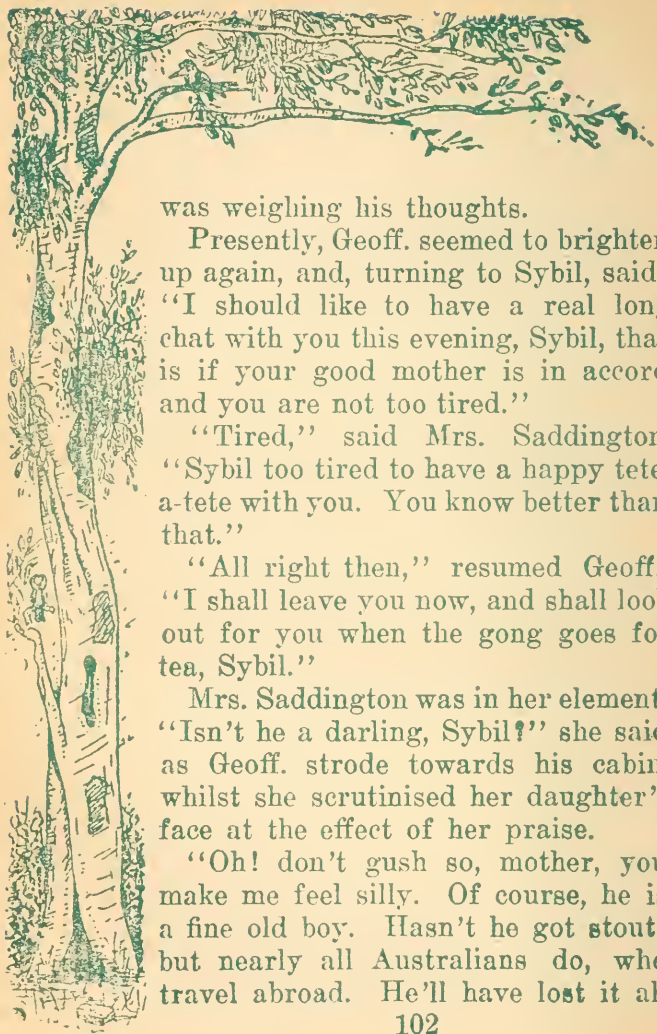 was weighing his thoughts.
Presently, Geoff. seemed to brighten
up again, and, turning to Sybil, said
“I should like to have a real lon
chat with you this evening, Sybil, tha
is if your good mother is in accord
and you are not too tired.”
“Tired,” said Mrs. Saddington
“Sybil too tired to have a happy tete
a-tete with you. You know better than
that.”
“All right then,” resumed Geoff.
“I shall leave you now, and shall loo
out for you when the gong goes fo
tea, Sybil.”
Mrs. Saddington was in her element
“Isn't he a darling, Sybil?” she said
as Geoff. strode towards his cabin
whilst she scrutinised her daughter'
face at the effect of her praise.
“Oh! don't gush so, mother, you
make me feel silly. Of course, he i
a fine old boy. Hasn't he got stout
but nearly all Australians do, who
travel abroad. He'll have lost it al
102